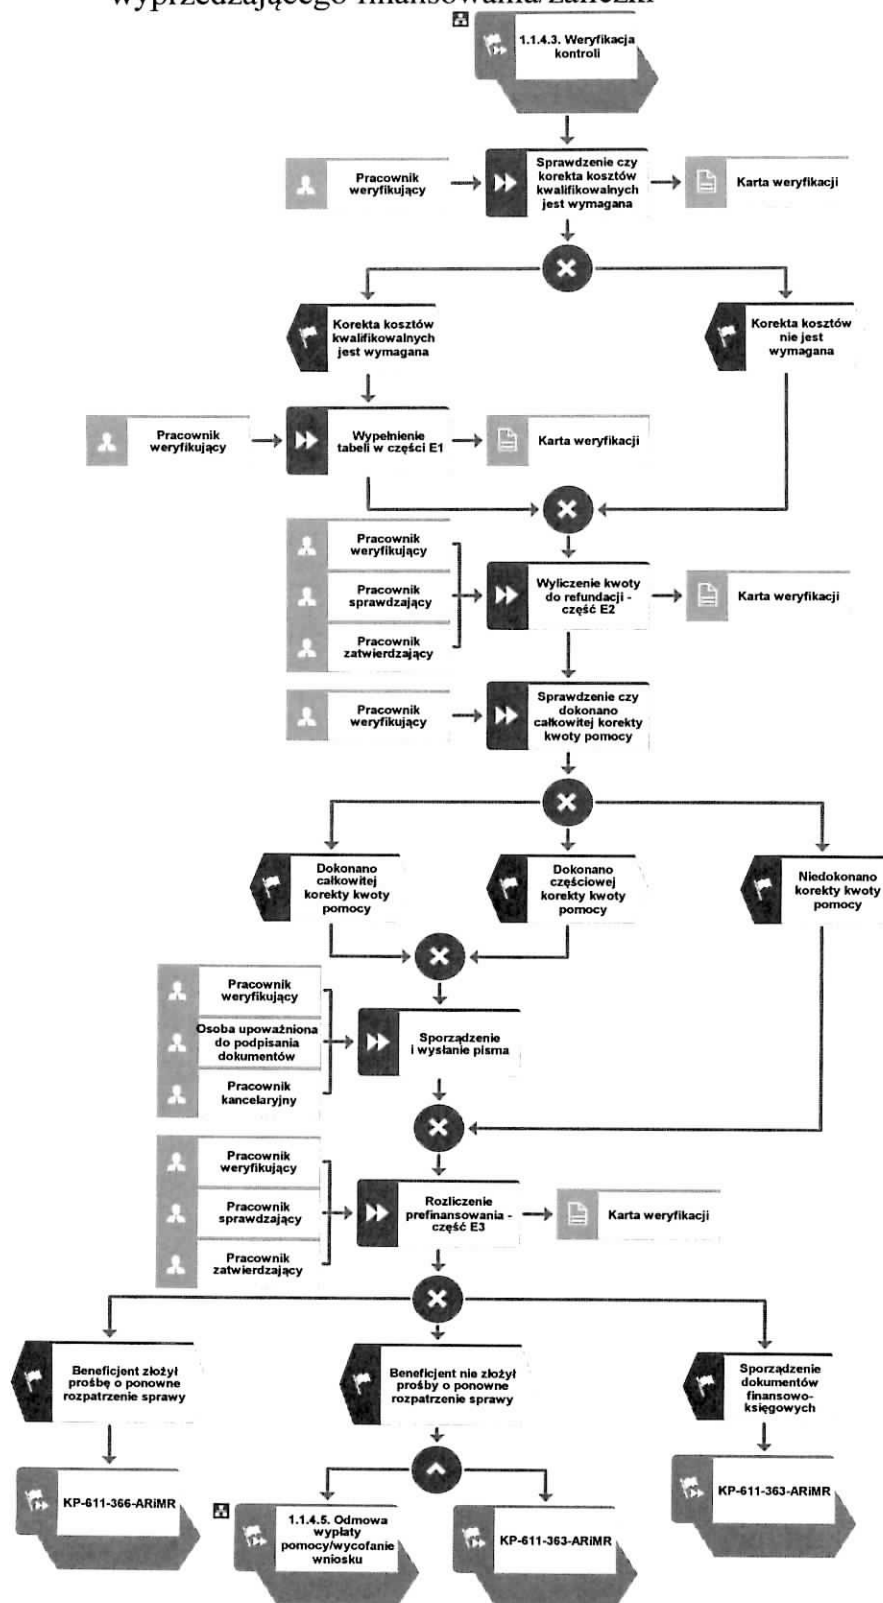 wyprzedzającego finansowania/zaliczki
1.1.4.3. Weryfikacja
kontroli
Pracownik
weryfikujący
Sprawdzenie czy
korekta kosztów
kwalifikowalnych
jest wymagana
Karta weryfikacji
Korekta kosztów
kwalifikowalnych
jest wymagana
Korekta kosztów
nie jest
wymagana
Pracownik
weryfikujący
Wypełnienie
tabeli w części E1
Karta weryfikacji
Pracownik
weryfikujący
Pracownik
sprawdzający
Pracownik
zatwierdzający
Wyliczenie kwoty
do refundacji -
część E2
Karta weryfikacji
Pracownik
weryfikujący
Sprawdzenie czy
dokonano
całkowitej korekty
kwoty pomocy
Dokonano
całkowitej
korekty kwoty
pomocy
Dokonano
częściowej
korekty kwoty
pomocy
Niedokonano
korekty kwoty
pomocy
Pracownik
weryfikujący
Osoba upoważniona
do podpisania
dokumentów
Pracownik
kancelaryjny
Sporządzenie
i wysłanie pisma
Pracownik
weryfikujący
Pracownik
sprawdzający
Pracownik
zatwierdzający
Rozliczenie
prefinansowania -
część E3
Karta weryfikacji
Beneficjent złożył
prośbę o ponowne
rozpatrzenie sprawy
Beneficjent nie złożył
prośby o ponowne
rozpatrzenie sprawy
Sporządzenie
dokumentów
finansowo-
księgowych
KP-611-366-ARiMR
1.1.4.5. Odmowa
wypłaty
pomocy/wycofanie
wniosku
KP-611-363-ARiMR
KP-611-363-ARiMR